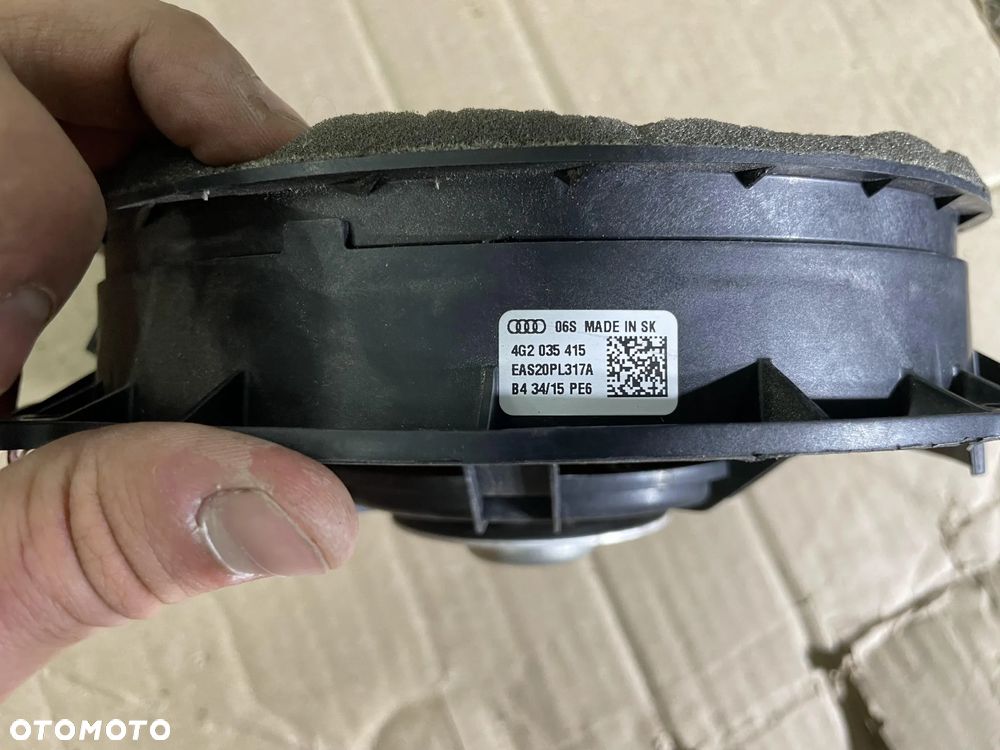 06S MADE IN SK
4G2 035 415
EAS20PL317A
B4 34/15 PE6
OTOMOTO